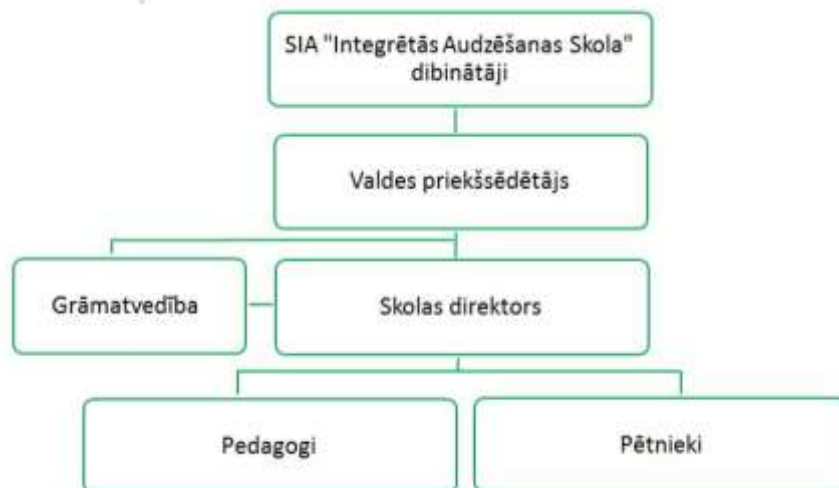 SIA "Integrētās Audzēšanas Skola"
dibinātāji
Valdes priekšsēdētājs
Grāmatvedība
Skolas direktors
Pedagogi
Pētnieki